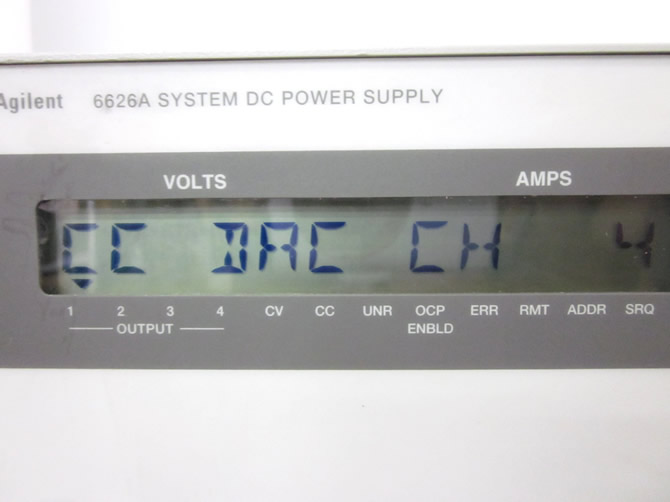 Agilent 6626A SYSTEM DC POWER SUPPLY
VOLTS AMPS
CC DAC CH 4
1 2 3 4 CV CC UNR OCP ERR RMT ADDR SRQ
OUTPUT ENBLD